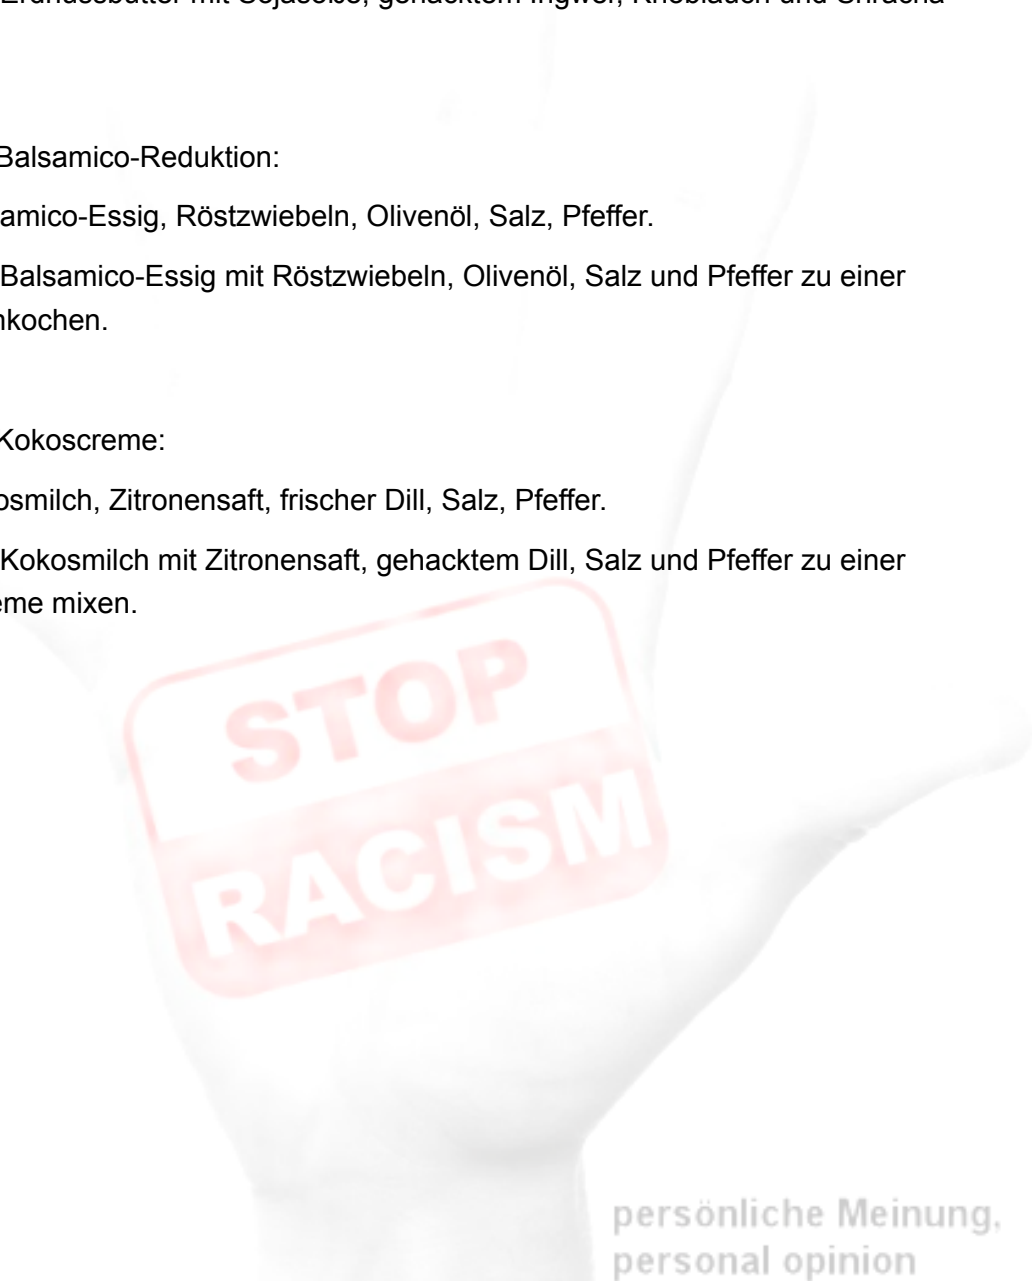 Erdnussbutter mit Sojasoße, gehacktem Ingwer, Knoblauch und Sriracha
Balsamico-Reduktion:
amico-Essig, Röstzwiebeln, Olivenöl, Salz, Pfeffer.
Balsamico-Essig mit Röstzwiebeln, Olivenöl, Salz und Pfeffer zu einer
nkochen.
Kokoscreme:
osmilch, Zitronensaft, frischer Dill, Salz, Pfeffer.
Kokosmilch mit Zitronensaft, gehacktem Dill, Salz und Pfeffer zu einer
eme mixen.
STOP
RACISM
persönliche Meinung,
personal opinion